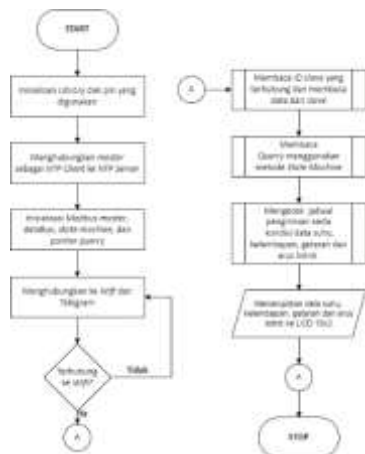 START
Inisialisasi Library dan pin yang
digunakan
Menghubungkan master
sebagai NTP Client ke NTP Server
Inisialisasi Modbus master,
database, state machine, dan
pointer query
Menghubungkan ke Wifi dan
Telegram
Terhubung
ke Wifi?
Tidak
Ya
A
A
Membaca ID slave yang
terhubung dan membaca
data dari slave
Membaca
Query menggunakan
metode State Machine
Mengecek jadwal
pengiriman serta
kondisi data suhu,
kelembapan, getaran dan
arus listrik
Menampilkan data suhu,
kelembapan, getaran dan arus
listrik ke LCD
A
STOP